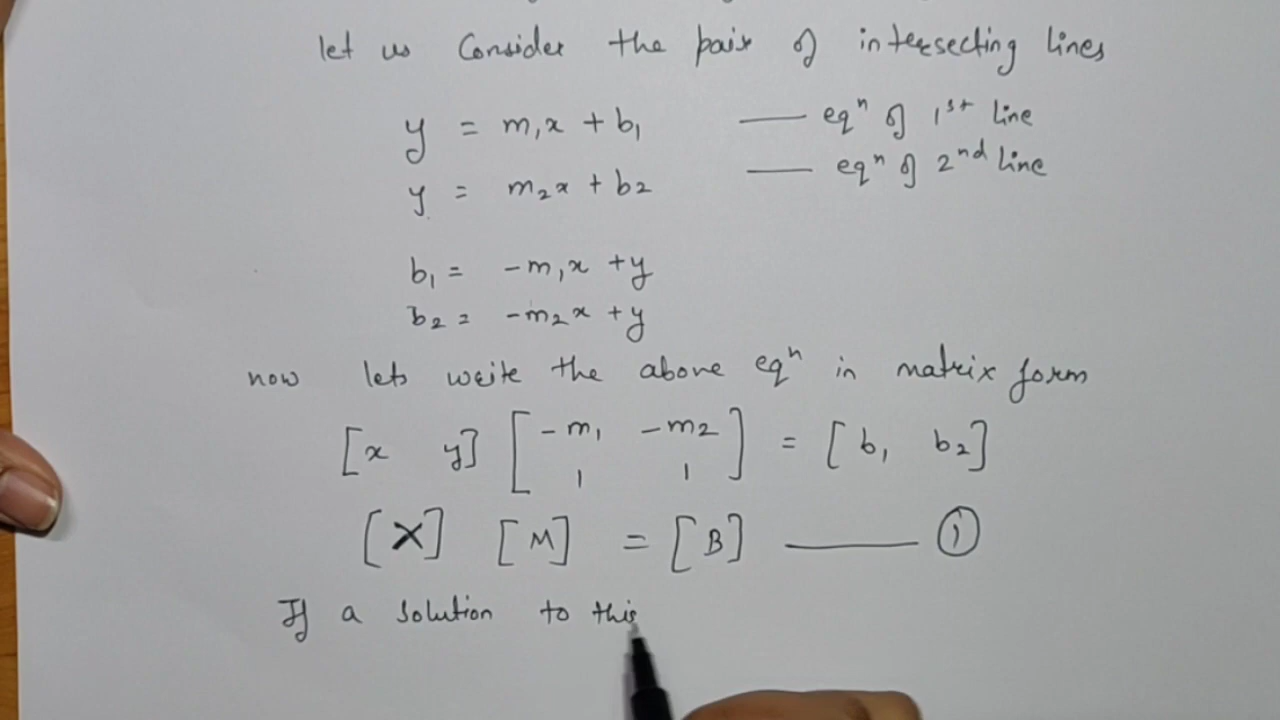 let us Consider the pair of intersecting lines
y = m₁x + b₁ —— eqⁿ of 1ˢᵗ line
y = m₂x + b₂ —— eqⁿ of 2ⁿᵈ line
b₁ = -m₁x + y
b₂ = -m₂x + y
now lets write the above eqⁿ in matrix form
[x y] [-m₁ -m₂] = [b₁ b₂]
1 1
[X] [M] = [B] —— ①
If a solution to this